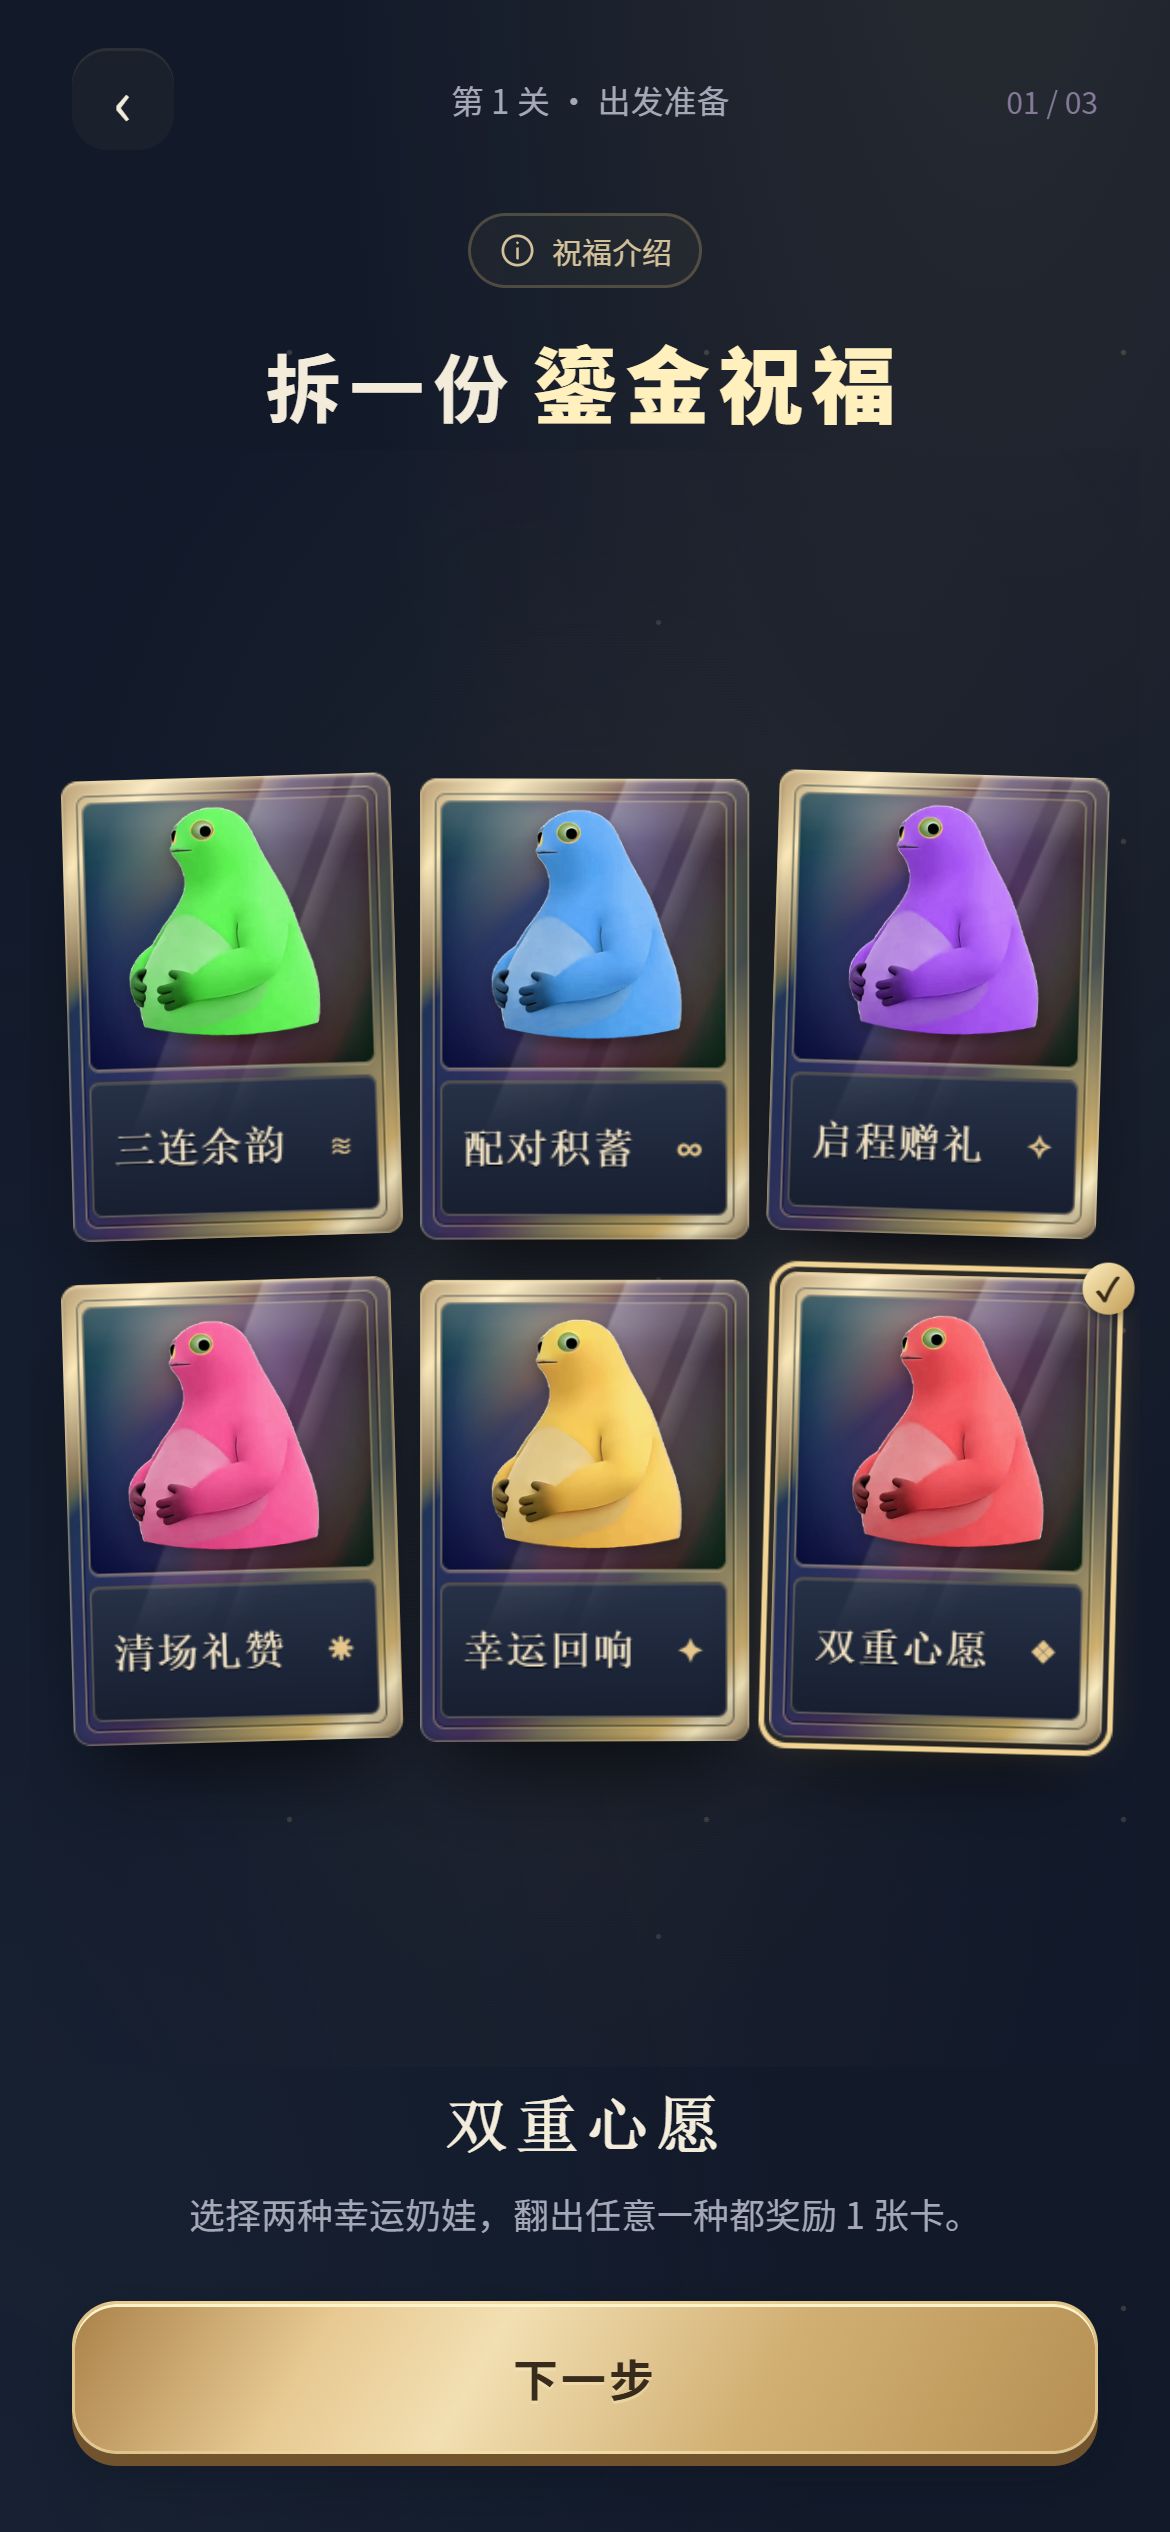 第 1 关 · 出发准备
01 / 03
祝福介绍
拆一份 鎏金祝福
三连余韵
配对积蓄
启程赠礼
清场礼赞
幸运回响
双重心愿
双重心愿
选择两种幸运奶娃，翻出任意一种都奖励 1 张卡。
下一步